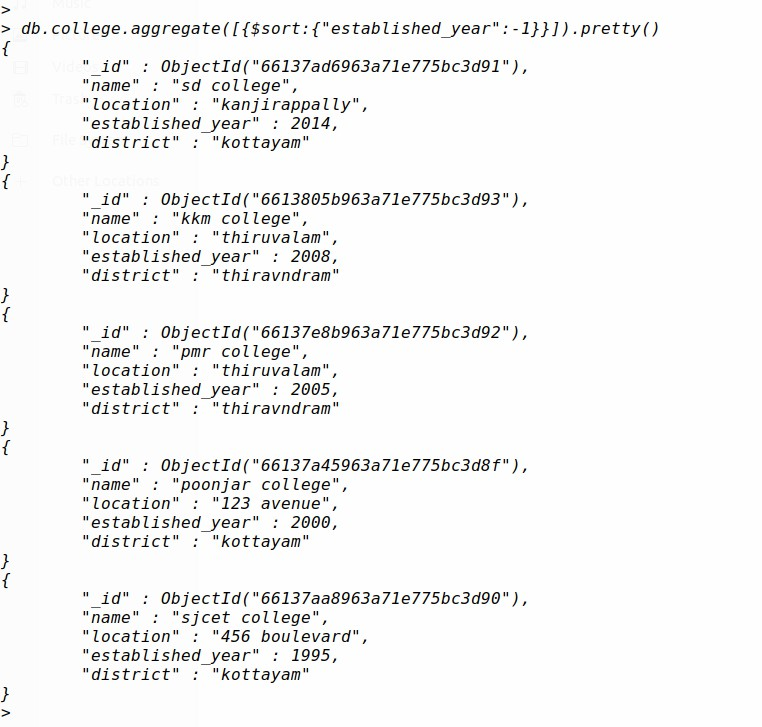 >
> db.college.aggregate([{$sort:{"established_year":-1}}]).pretty()
{
        "_id" : ObjectId("66137ad6963a71e775bc3d91"),
        "name" : "sd college",
        "location" : "kanjirappally",
        "established_year" : 2014,
        "district" : "kottayam"
}
{
        "_id" : ObjectId("6613805b963a71e775bc3d93"),
        "name" : "kkm college",
        "location" : "thiruvalam",
        "established_year" : 2008,
        "district" : "thiravndram"
}
{
        "_id" : ObjectId("66137e8b963a71e775bc3d92"),
        "name" : "pmr college",
        "location" : "thiruvalam",
        "established_year" : 2005,
        "district" : "thiravndram"
}
{
        "_id" : ObjectId("66137a45963a71e775bc3d8f"),
        "name" : "poonjar college",
        "location" : "123 avenue",
        "established_year" : 2000,
        "district" : "kottayam"
}
{
        "_id" : ObjectId("66137aa8963a71e775bc3d90"),
        "name" : "sjcet college",
        "location" : "456 boulevard",
        "established_year" : 1995,
        "district" : "kottayam"
}
>